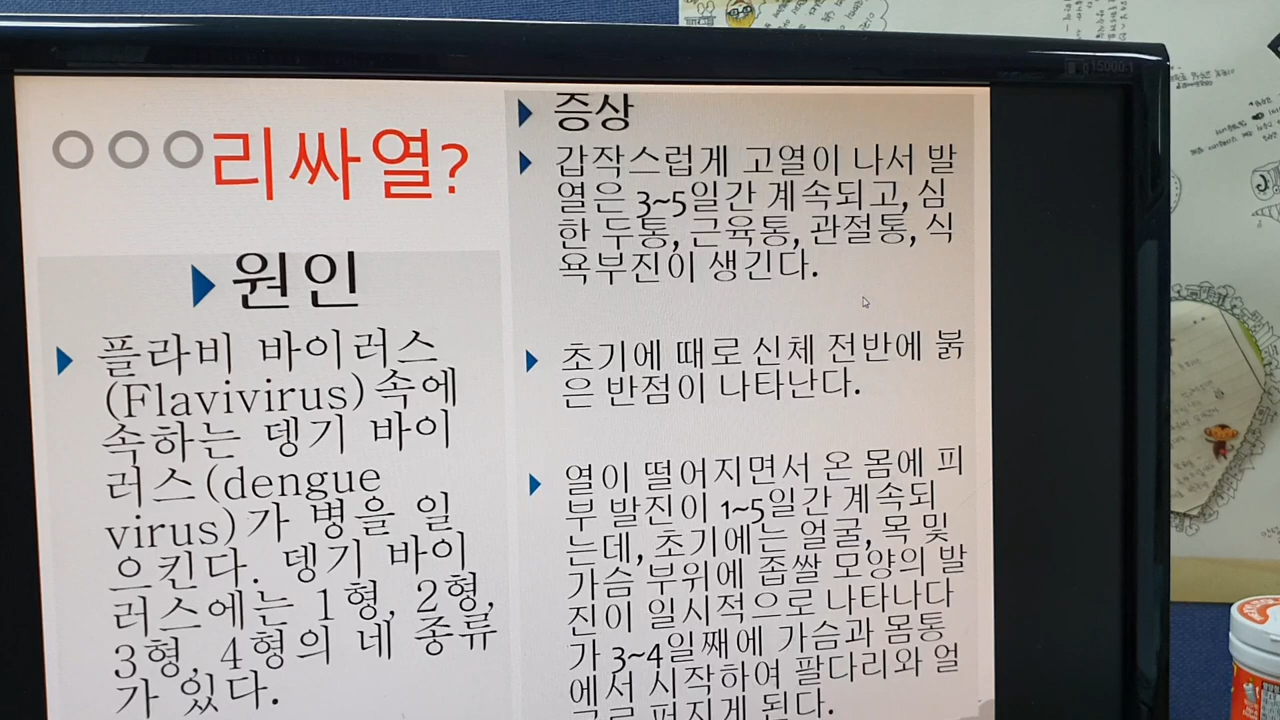 ○○○리싸열?
▶원인
▶ 플라비 바이러스
(Flavivirus)속에
속하는 뎅기 바이
러스(dengue
virus)가 병을 일
으킨다. 뎅기 바이
러스에는 1형, 2형,
3형, 4형의 네 종류
가 있다.
▶ 증상
▶ 갑작스럽게 고열이 나서 발
열은 3~5일간 계속되고, 심
한 두통, 근육통, 관절통, 식
욕부진이 생긴다.
▶ 초기에 때로 신체 전반에 붉
은 반점이 나타난다.
▶ 열이 떨어지면서 온 몸에 피
부 발진이 1~5일간 계속되
는데, 초기에는 얼굴, 목 및
가슴 부위에 좁쌀 모양의 발
진이 일시적으로 나타나다
가 3~4일째에 가슴과 몸통
에서 시작하여 팔다리와 얼
굴로 퍼지게 된다.
15000:1